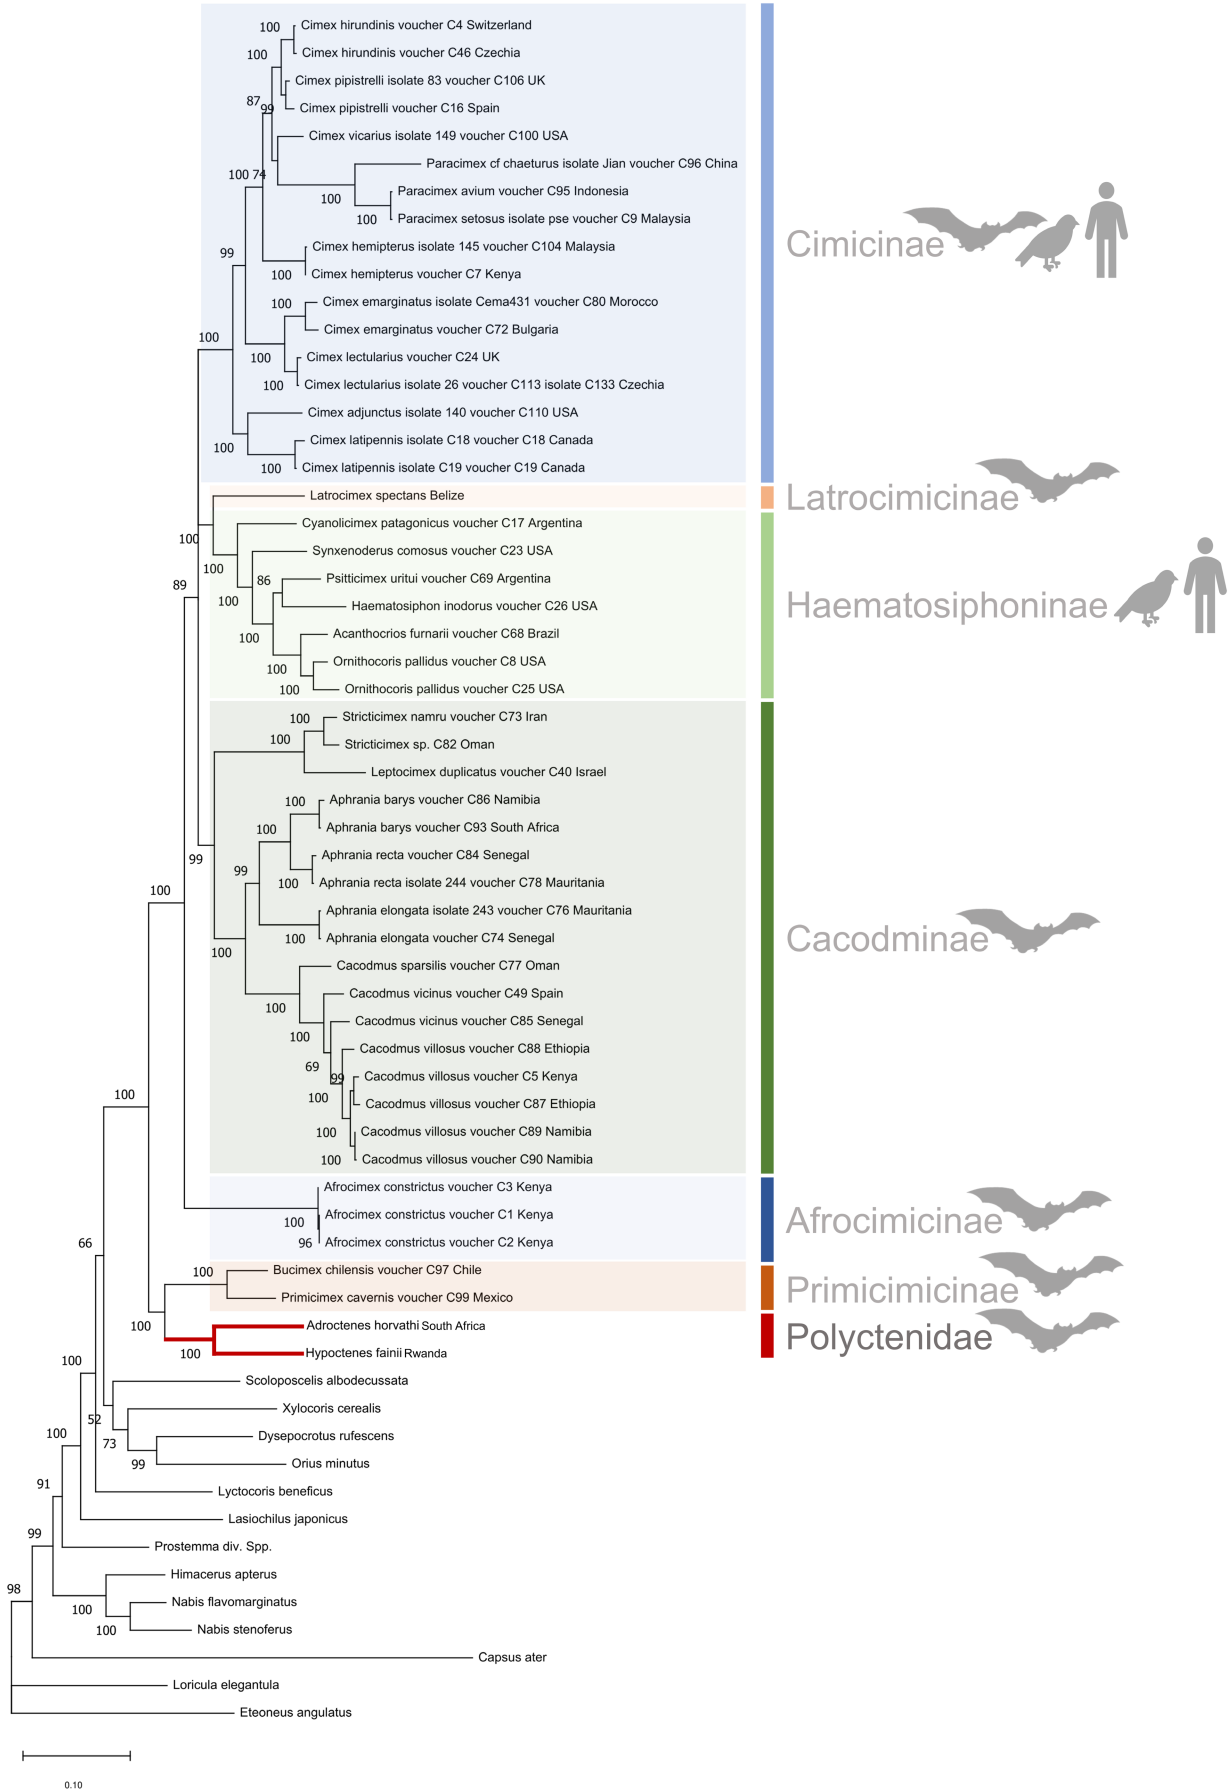 100
Cimex hirundinis voucher C4 Switzerland
100
Cimex hirundinis voucher C46 Czechia
Cimex pipistrelli isolate 83 voucher C106 UK
87
99
Cimex pipistrelli voucher C16 Spain
Cimex vicarius isolate 149 voucher C100 USA
Paracimex cf chaeturus isolate Jian voucher C96 China
100 74
Paracimex avium voucher C95 Indonesia
100
100
Paracimex setosus isolate pse voucher C9 Malaysia
Cimicinae
Cimex hemipterus isolate 145 voucher C104 Malaysia
99
100
Cimex hemipterus voucher C7 Kenya
100
Cimex emarginatus isolate Cema431 voucher C80 Morocco
Cimex emarginatus voucher C72 Bulgaria
100
100
Cimex lectularius voucher C24 UK
100
Cimex lectularius isolate 26 voucher C113 isolate C133 Czechia
Cimex adjunctus isolate 140 voucher C110 USA
100
Cimex latipennis isolate C18 voucher C18 Canada
100
Cimex latipennis isolate C19 voucher C19 Canada
Latrocimex spectans Belize
Latrocimicinae
Cyanolicimex patagonicus voucher C17 Argentina
100
Synxenoderus comosus voucher C23 USA
100
86
Psitticimex uritui voucher C69 Argentina
89
100
Haematosiphon inodorus voucher C26 USA
Haematosiphoninae
100
Acanthocrios furnarii voucher C68 Brazil
100
Ornithocoris pallidus voucher C8 USA
100
Ornithocoris pallidus voucher C25 USA
100
Stricticimex namru voucher C73 Iran
100
Stricticimex sp. C82 Oman
Leptocimex duplicatus voucher C40 Israel
100
Aphrania barys voucher C86 Namibia
100
Aphrania barys voucher C93 South Africa
99
Aphrania recta voucher C84 Senegal
99
100
Aphrania recta isolate 244 voucher C78 Mauritania
100
Aphrania elongata isolate 243 voucher C76 Mauritania
100
100
Aphrania elongata voucher C74 Senegal
Cacodminae
Cacodmus sparsilis voucher C77 Oman
Cacodmus vicinus voucher C49 Spain
100
Cacodmus vicinus voucher C85 Senegal
100
Cacodmus villosus voucher C88 Ethiopia
69
99
Cacodmus villosus voucher C5 Kenya
100
100
Cacodmus villosus voucher C87 Ethiopia
100
Cacodmus villosus voucher C89 Namibia
100
Cacodmus villosus voucher C90 Namibia
Afrocimex constrictus voucher C3 Kenya
100
Afrocimex constrictus voucher C1 Kenya
Afrocimicinae
66
96
Afrocimex constrictus voucher C2 Kenya
100
Bucimex chilensis voucher C97 Chile
Primicimicinae
Primicimex cavernis voucher C99 Mexico
100
Adroctenes horvathi South Africa
Polyctenidae
100
Hypoctenes fainii Rwanda
100
Scoloposcelis albodecussata
Xylocoris cerealis
52
100
73
Dysepocrotus rufescens
99
Orius minutus
91
Lyctocoris beneficus
Lasiochilus japonicus
99
Prostemma div. Spp.
Himacerus apterus
98
100
Nabis flavomarginatus
100
Nabis stenoferus
Capsus ater
Loricula elegantula
Eteoneus angulatus
0.10